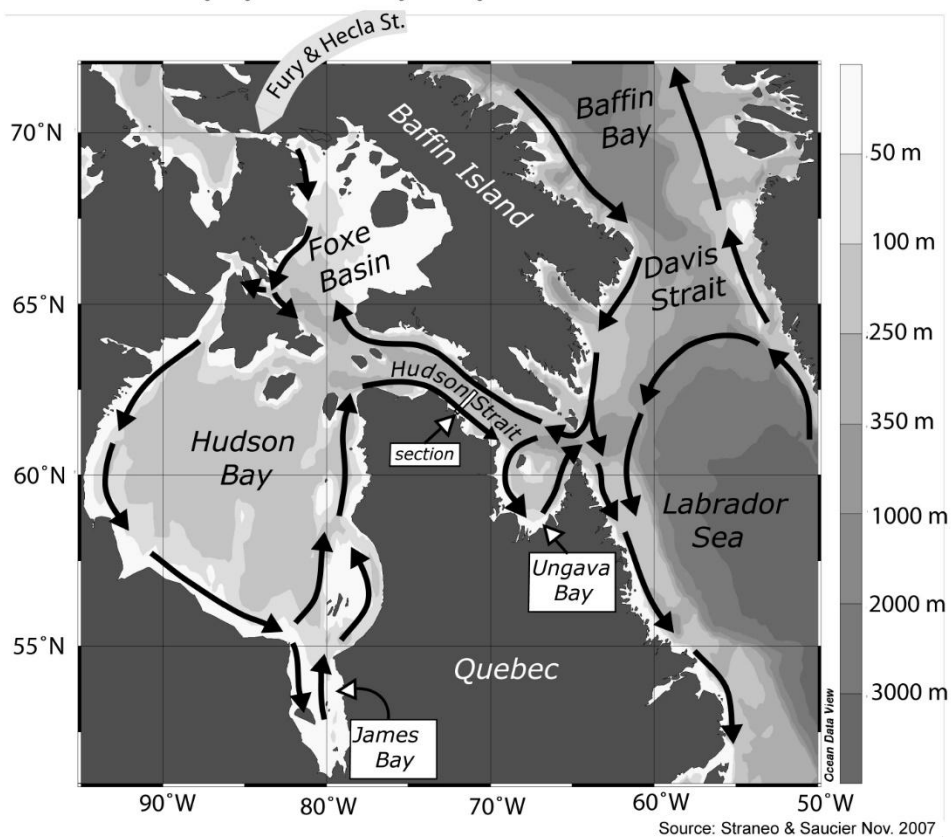 Fury & Hecla St.
70°N
65°N
60°N
55°N
Baffin
Bay
Baffin Island
Foxe
Basin
Davis
Strait
Hudson Strait
section
Hudson
Bay
Labrador
Sea
Ungava
Bay
Quebec
James
Bay
90°W
80°W
70°W
60°W
50°W
50 m
100 m
250 m
350 m
1000 m
2000 m
3000 m
Ocean Data View
Source: Straneo & Saucier Nov. 2007